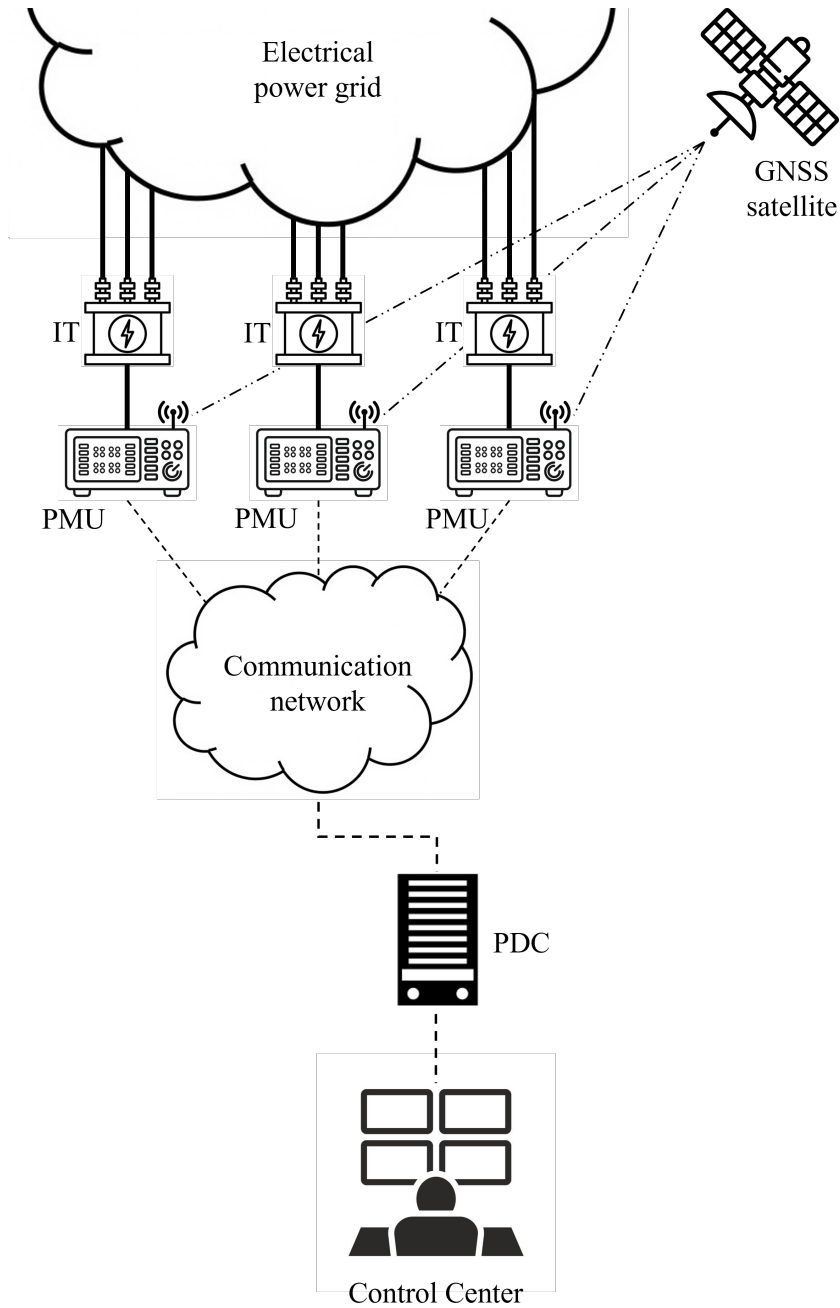 Electrical
power grid
GNSS
satellite
IT
IT
IT
PMU
PMU
PMU
Communication
network
PDC
Control Center